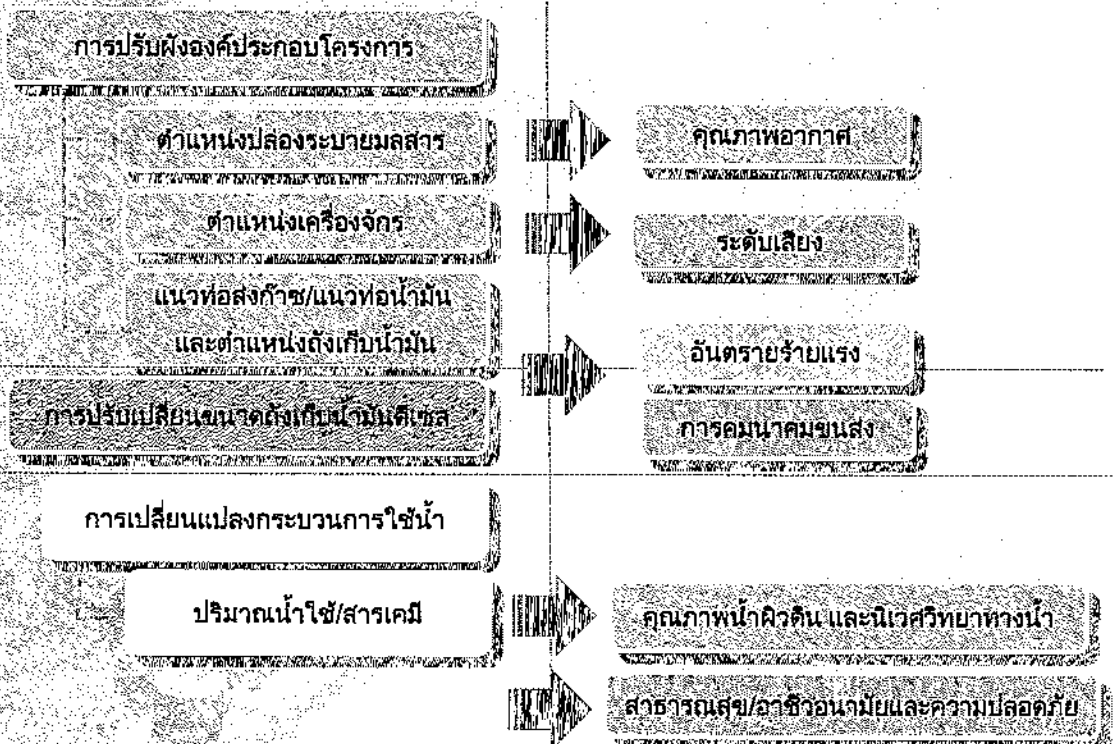 การปรับผังองค์ประกอบโครงการ
ตำแหน่งปล่องระบายมลสาร
คุณภาพอากาศ
ตำแหน่งเครื่องจักร
ระดับเสียง
แนวท่อส่งก๊าซ/แนวท่อน้ำมัน
และตำแหน่งถังเก็บน้ำมัน
อันตรายร้ายแรง
การปรับเปลี่ยนขนาดถังเก็บน้ำมันดีเซล
การคมนาคมขนส่ง
การเปลี่ยนแปลงกระบวนการใช้น้ำ
ปริมาณน้ำใช้/สารเคมี
คุณภาพน้ำผิวดิน และนิเวศวิทยาทางน้ำ
สาธารณสุข/อาชีวอนามัยและความปลอดภัย